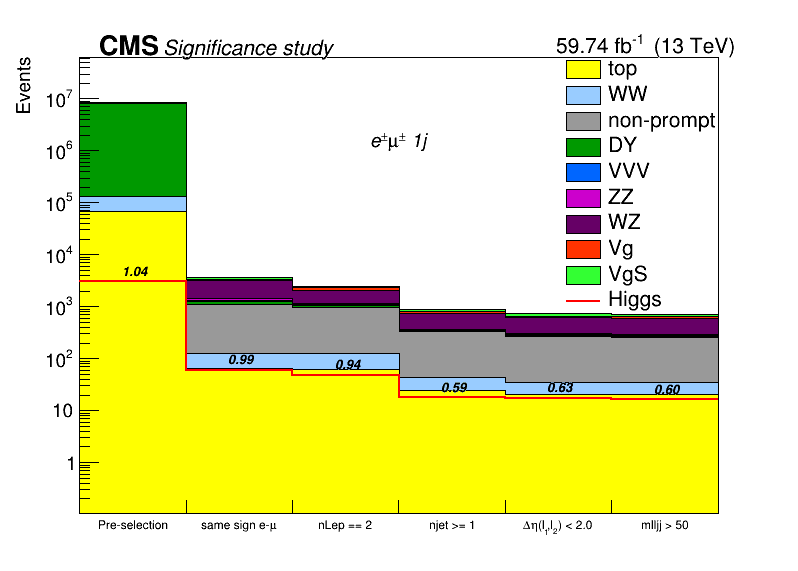 CMS Significance study 59.74 fb⁻¹ (13 TeV)
Events
10⁷
10⁶
10⁵
10⁴
10³
10²
10
1
e±μ± 1j
top
WW
non-prompt
DY
VVV
ZZ
WZ
Vg
VgS
Higgs
1.04
0.99
0.94
0.59
0.63
0.60
Pre-selection
same sign e-μ
nLep == 2
njet >= 1
Δη(l₁,l₂) < 2.0
mlljj > 50